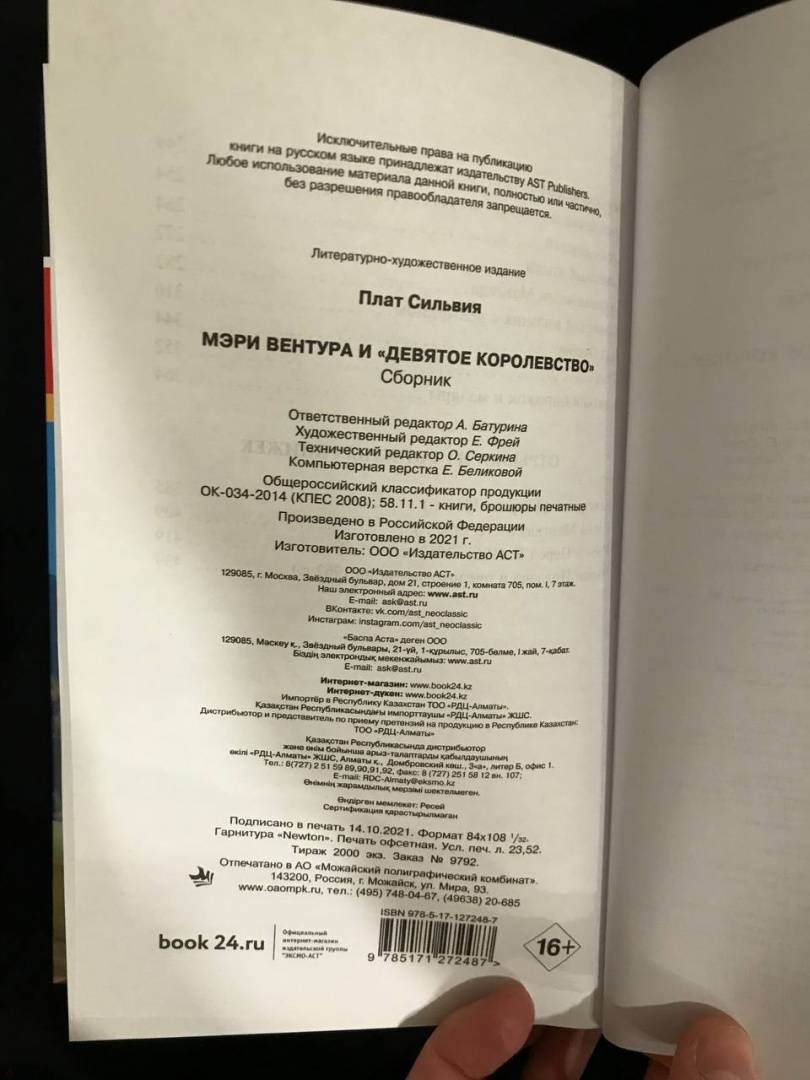 Исключительные права на публикацию
книги на русском языке принадлежат издательству AST Publishers.
Любое использование материала данной книги, полностью или частично,
без разрешения правообладателя запрещается.
Литературно-художественное издание
Плат Сильвия
МЭРИ ВЕНТУРА И «ДЕВЯТОЕ КОРОЛЕВСТВО»
Сборник
Ответственный редактор А. Батурина
Художественный редактор Е. Фрей
Технический редактор О. Серкина
Компьютерная верстка Е. Беликовой
Общероссийский классификатор продукции
ОК-034-2014 (КПЕС 2008); 58.11.1 - книги, брошюры печатные
Произведено в Российской Федерации
Изготовлено в 2021 г.
Изготовитель: ООО «Издательство АСТ»
ООО «Издательство АСТ»
129085, г. Москва, Звёздный бульвар, дом 21, строение 1, комната 705, пом. I, 7 этаж.
Наш электронный адрес: www.ast.ru
E-mail: ask@ast.ru
ВКонтакте: vk.com/ast_neoclassic
Инстаграм: instagram.com/ast_neoclassic
«Баспа Аста» деген ООО
129085, Мәскеу қ., Звёздный бульвары, 21-үй, 1-құрылыс, 705-бөлме, I жай, 7-қабат.
Біздің электрондық мекенжайымыз: www.ast.ru
E-mail: ask@ast.ru
Интернет-магазин: www.book24.kz
Интернет-дүкен: www.book24.kz
Импортёр в Республику Казахстан ТОО «РДЦ-Алматы».
Қазақстан Республикасындағы импорттаушы «РДЦ-Алматы» ЖШС.
Дистрибьютор и представитель по приему претензий на продукцию в Республике Казахстан:
ТОО «РДЦ-Алматы»
Қазақстан Республикасында дистрибьютор
және өнім бойынша арыз-талаптарды қабылдаушының
өкілі «РДЦ-Алматы» ЖШС, Алматы қ., Домбровский көш., 3«а», литер Б, офис 1.
Тел.: 8(727) 2 51 59 89,90,91,92, факс: 8 (727) 251 58 12 вн. 107;
E-mail: RDC-Almaty@eksmo.kz
Өнімнің жарамдылық мерзімі шектелмеген.
Өндірген мемлекет: Ресей
Сертификация қарастырылмаған
Подписано в печать 14.10.2021. Формат 84x108 1/32.
Гарнитура «Newton». Печать офсетная. Усл. печ. л. 23,52.
Тираж 2000 экз. Заказ № 9792.
Отпечатано в АО «Можайский полиграфический комбинат».
143200, Россия, г. Можайск, ул. Мира, 93.
www.oaompk.ru, тел.: (495) 748-04-67, (49638) 20-685
ISBN 978-5-17-127248-7
book 24.ru
Официальный
интернет-магазин
издательской группы
"ЭКСМО-АСТ"
9 785171 272487 >
16+